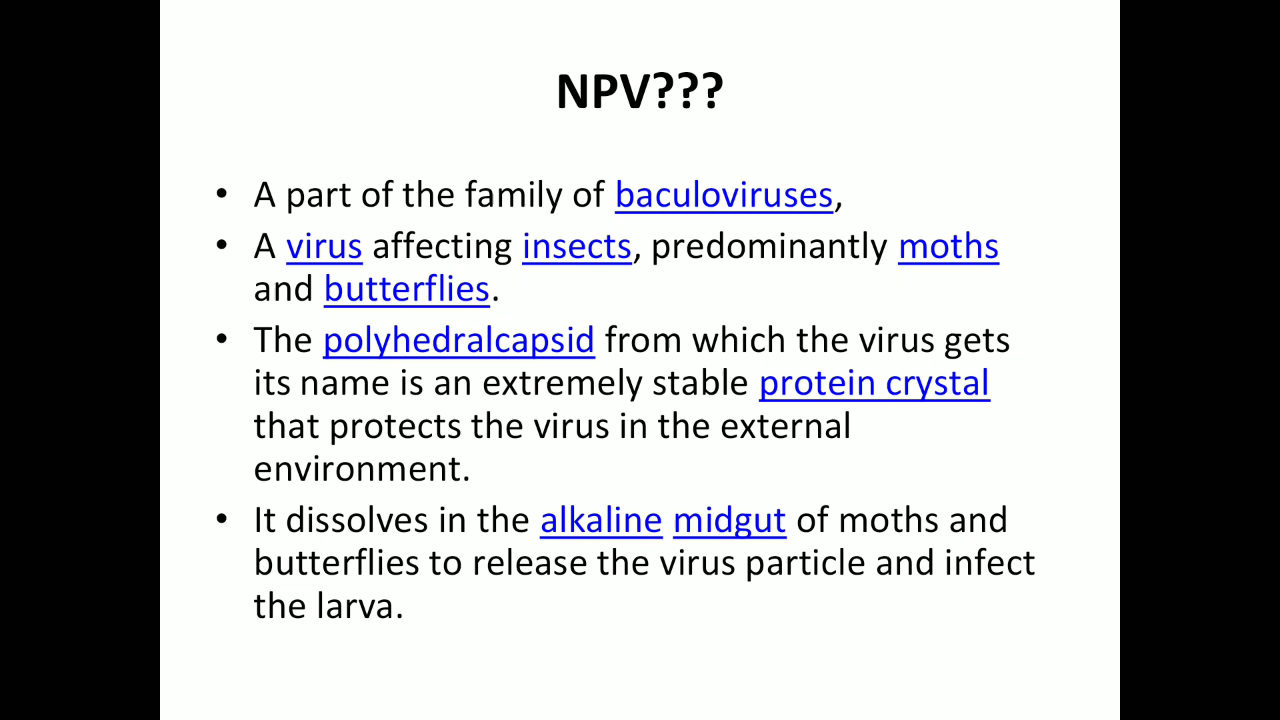 NPV???
• A part of the family of baculoviruses,
• A virus affecting insects, predominantly moths
and butterflies.
• The polyhedralcapsid from which the virus gets
its name is an extremely stable protein crystal
that protects the virus in the external
environment.
• It dissolves in the alkaline midgut of moths and
butterflies to release the virus particle and infect
the larva.